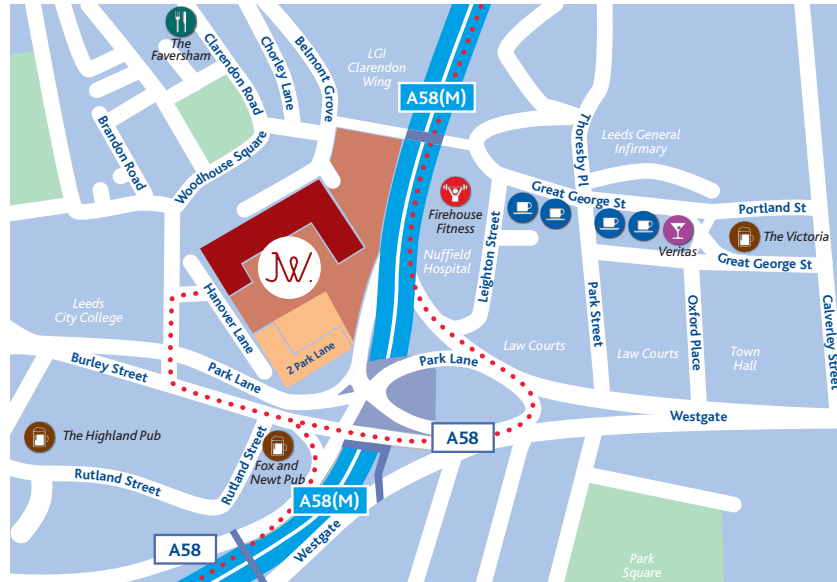 The
Faversham
Clarendon Road
Chorley Lane
Belmont Grove
LGI
Clarendon
Wing
A58(M)
Brandon Road
Woodhouse Square
Thoresby Pl
Leeds General
Infirmary
Firehouse
Fitness
Great George St
Portland St
Veritas
The Victoria
Great George St
Nuffield
Hospital
Leighton Street
J.W.
Hanover Lane
Leeds
City College
2 Park Lane
Park Street
Oxford Place
Calverley Street
Law Courts
Law Courts
Town
Hall
Park Lane
Burley Street
Park Lane
Westgate
The Highland Pub
Rutland Street
Rutland Street
Fox and
Newt Pub
A58
A58(M)
Westgate
A58
Park
Square